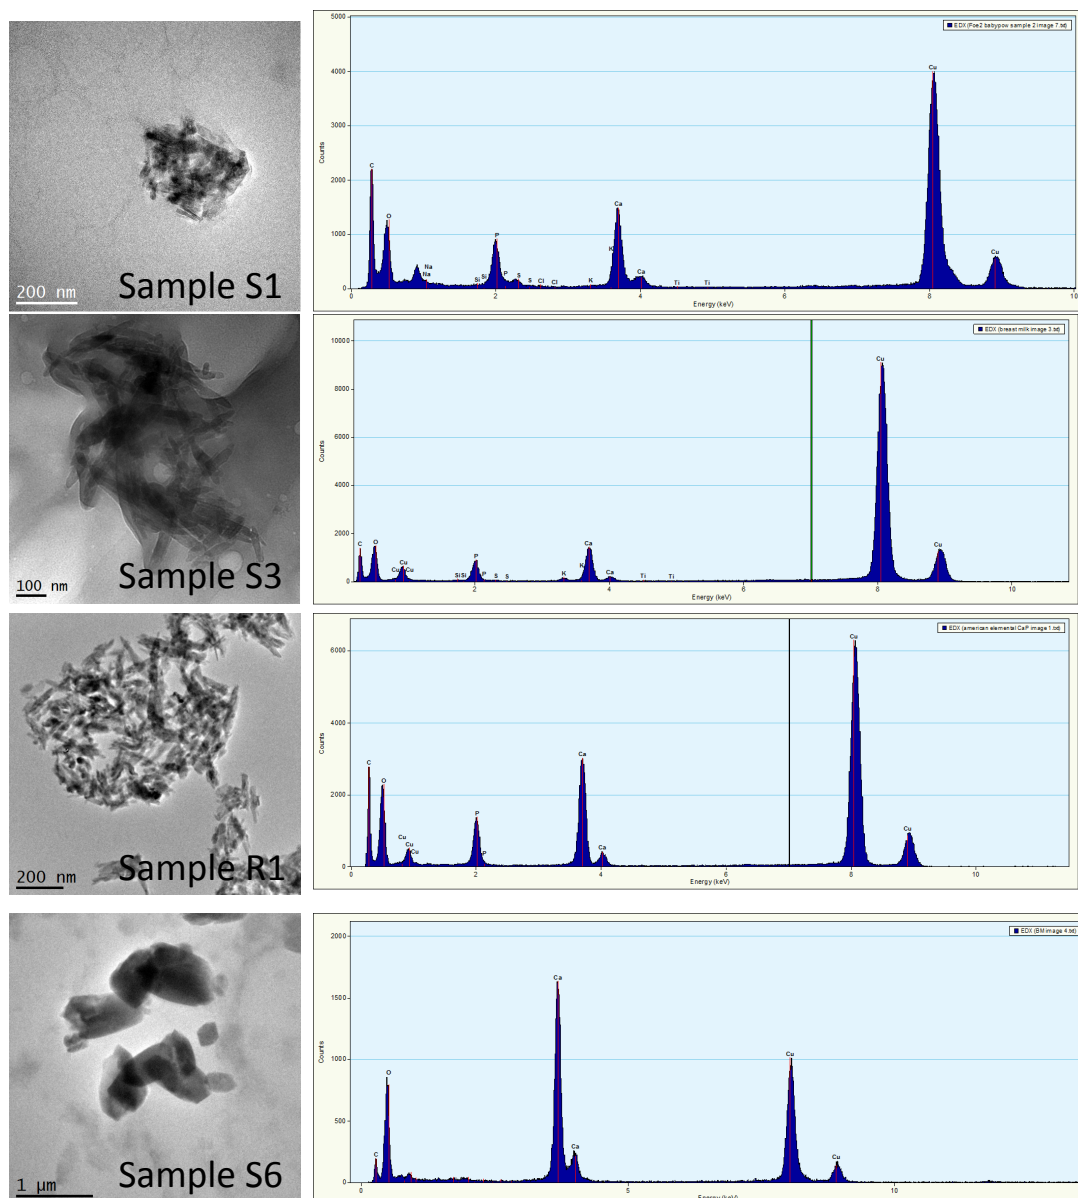 5000
EDX (Foe2 babypow sample 2 image 7.txt)
Cu
4000
3000
Counts
C
2000
Ca
O
P
1000
Cu
K
Na
Ca
Si
Si
P
S
Na
S
Cl
Cl
K
Ti
Ti
0
0
2
4
6
8
10
Energy (keV)
200 nm
Sample S1
10000
EDX (breast milk image 3.txt)
Cu
8000
6000
Counts
4000
2000
C
O
Ca
Cu
P
Cu
Cu
Cu
K
Ca
Si
Si
P
S
S
K
Ti
Ti
0
2
4
6
8
10
Energy (keV)
100 nm
Sample S3
EDX (american elemental CaP image 1.txt)
Cu
6000
4000
Counts
Ca
C
O
2000
P
Cu
Cu
Cu
Cu
P
Ca
0
0
2
4
6
8
10
Energy (keV)
200 nm
Sample R1
2000
EDX (BM image 4.txt)
Ca
1500
Counts
Cu
1000
O
500
Ca
C
Cu
0
0
5
10
Energy (keV)
1 µm
Sample S6